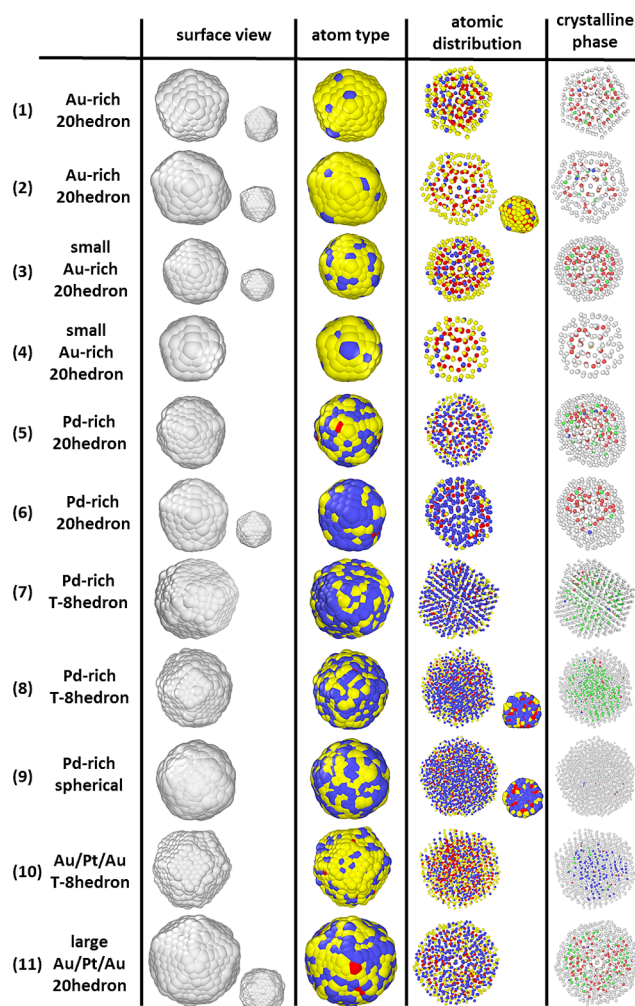 surface view
atom type
atomic
distribution
crystalline
phase
(1)
Au-rich
20hedron
(2)
Au-rich
20hedron
(3)
small
Au-rich
20hedron
(4)
small
Au-rich
20hedron
(5)
Pd-rich
20hedron
(6)
Pd-rich
20hedron
(7)
Pd-rich
T-8hedron
(8)
Pd-rich
T-8hedron
(9)
Pd-rich
spherical
(10)
Au/Pt/Au
T-8hedron
(11)
large
Au/Pt/Au
20hedron